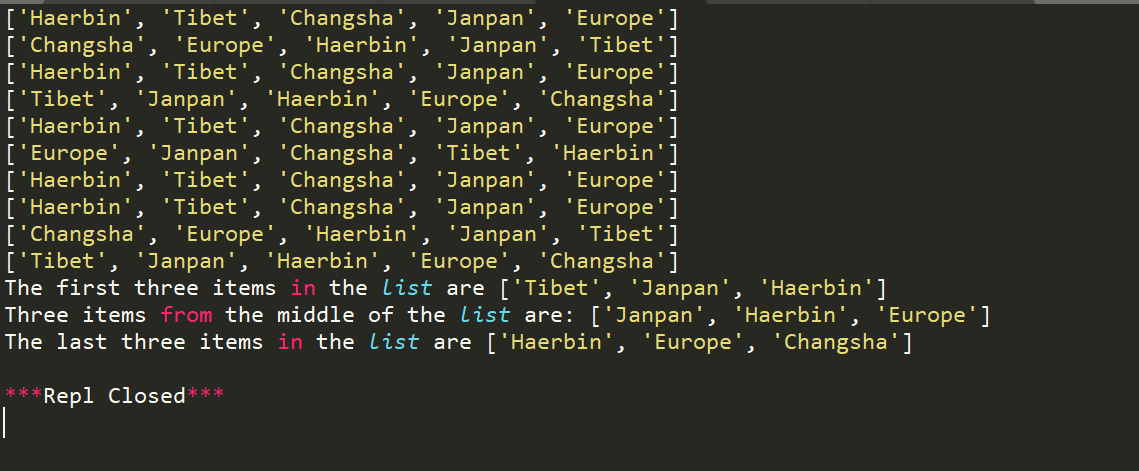 ['Haerbin', 'Tibet', 'Changsha', 'Janpan', 'Europe']
['Changsha', 'Europe', 'Haerbin', 'Janpan', 'Tibet']
['Haerbin', 'Tibet', 'Changsha', 'Janpan', 'Europe']
['Tibet', 'Janpan', 'Haerbin', 'Europe', 'Changsha']
['Haerbin', 'Tibet', 'Changsha', 'Janpan', 'Europe']
['Europe', 'Janpan', 'Changsha', 'Tibet', 'Haerbin']
['Haerbin', 'Tibet', 'Changsha', 'Janpan', 'Europe']
['Haerbin', 'Tibet', 'Changsha', 'Janpan', 'Europe']
['Changsha', 'Europe', 'Haerbin', 'Janpan', 'Tibet']
['Tibet', 'Janpan', 'Haerbin', 'Europe', 'Changsha']
The first three items in the list are ['Tibet', 'Janpan', 'Haerbin']
Three items from the middle of the list are: ['Janpan', 'Haerbin', 'Europe']
The last three items in the list are ['Haerbin', 'Europe', 'Changsha']
***Repl Closed***